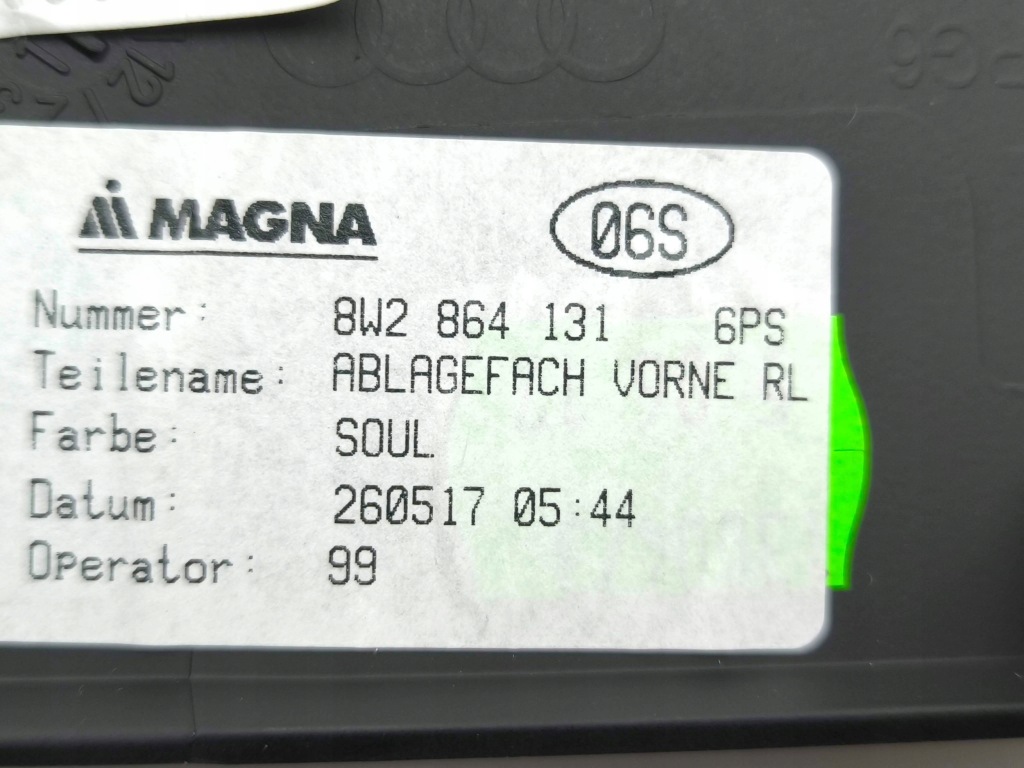 MAGNA 06S
Nummer: 8W2 864 131 6PS
Teilename: ABLAGEFACH VORNE RL
Farbe: SOUL
Datum: 260517 05:44
Operator: 99
12